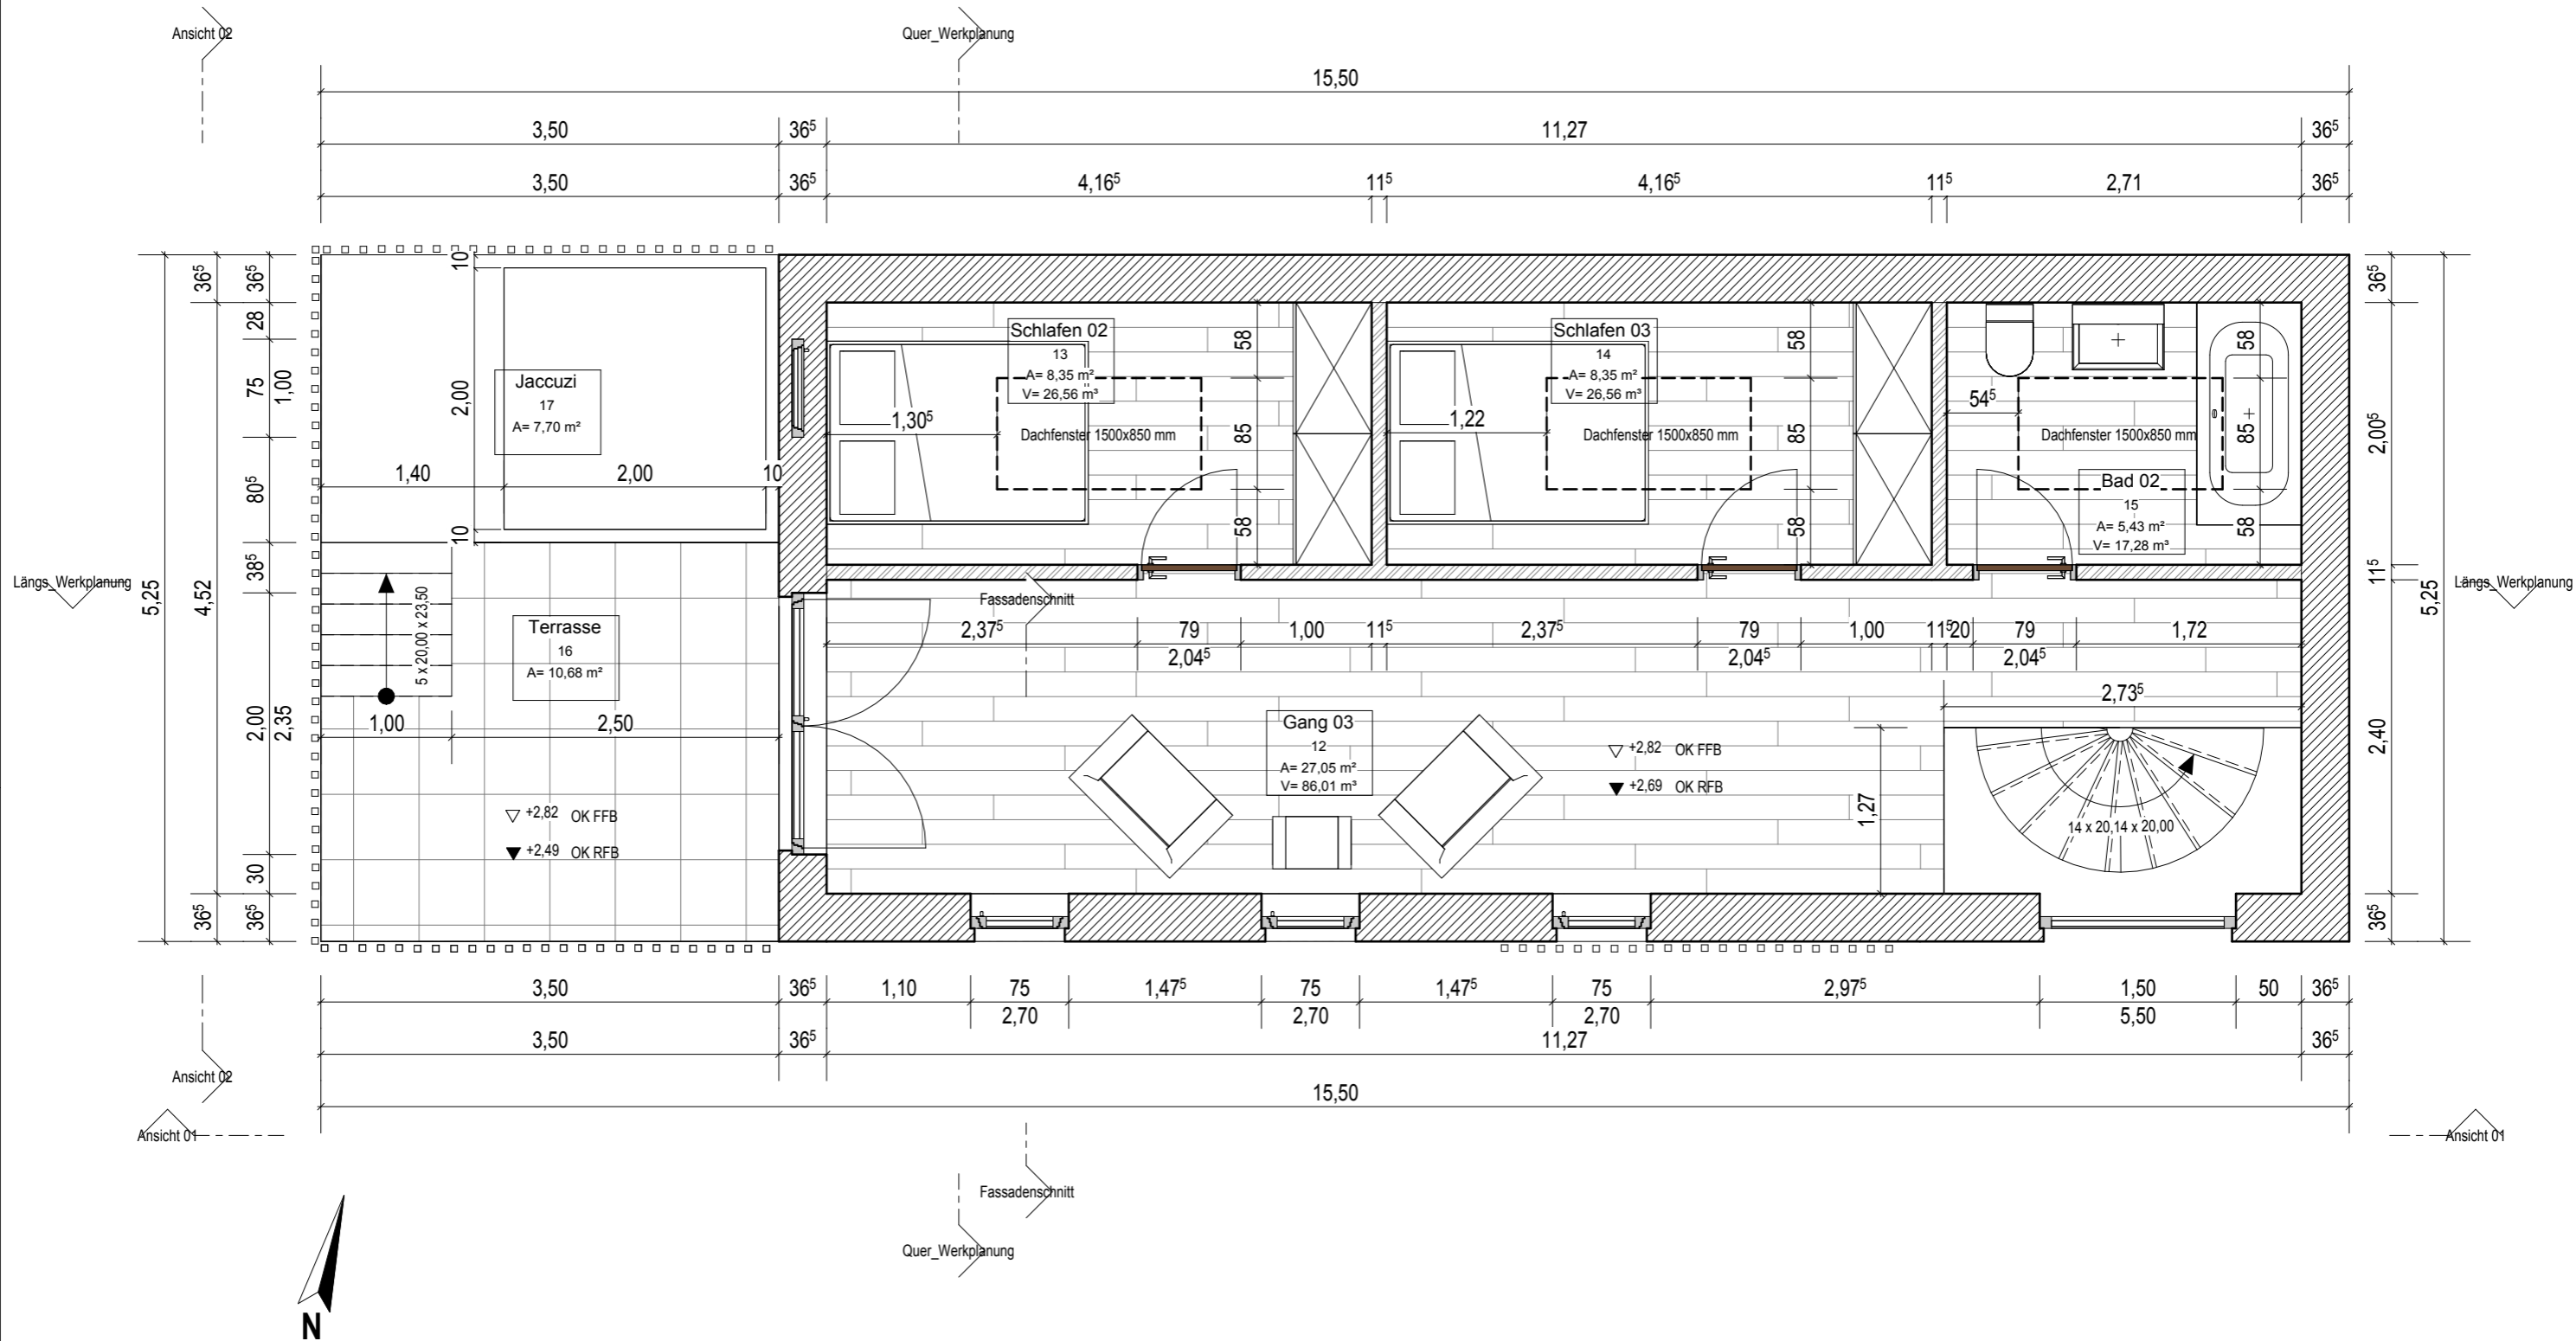 Ansicht 02
Quer_Werkplanung
15,50
3,50
36⁵
11,27
36⁵
3,50
36⁵
4,16⁵
11⁵
4,16⁵
11⁵
2,71
36⁵
5,25
36⁵
4,52
36⁵
36⁵
28
75
1,00
80⁵
38⁵
2,00
2,35
30
36⁵
10
2,00
10
Jaccuzi
17
A= 7,70 m²
1,40
2,00
10
Schlafen 02
13
A= 8,35 m²
V= 26,56 m³
1,30⁵
Dachfenster 1500x850 mm
58
85
58
Schlafen 03
14
A= 8,35 m²
V= 26,56 m³
1,22
Dachfenster 1500x850 mm
58
85
58
54⁵
Dachfenster 1500x850 mm
58
85
58
Bad 02
15
A= 5,43 m²
V= 17,28 m³
36⁵
2,00⁵
11⁵
2,40
36⁵
5,25
Längs_Werkplanung
Längs_Werkplanung
5 x 20,00 x 23,50
Terrasse
16
A= 10,68 m²
1,00
2,50
+2,82 OK FFB
+2,49 OK RFB
Fassadenschnitt
2,37⁵
79
2,04⁵
1,00
11⁵
2,37⁵
79
2,04⁵
1,00
11⁵
20
79
2,04⁵
1,72
2,73⁵
Gang 03
12
A= 27,05 m²
V= 86,01 m³
+2,82 OK FFB
+2,69 OK RFB
1,27
14 x 20,14 x 20,00
3,50
36⁵
1,10
75
2,70
1,47⁵
75
2,70
1,47⁵
75
2,70
2,97⁵
1,50
5,50
50
36⁵
3,50
36⁵
11,27
36⁵
15,50
Ansicht 02
Ansicht 01
Ansicht 01
Fassadenschnitt
Quer_Werkplanung
N